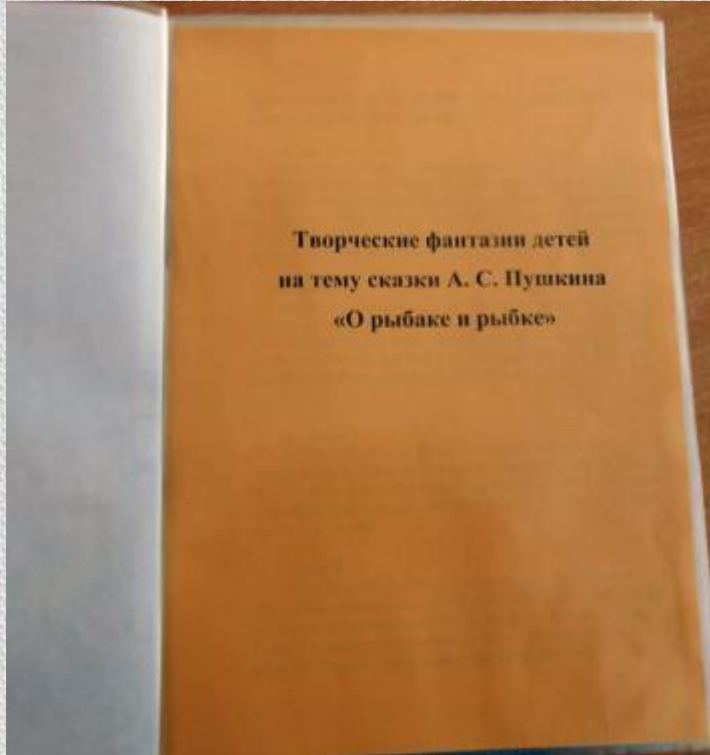 Творческие фантазии детей
на тему сказки А. С. Пушкина
«О рыбаке и рыбке»